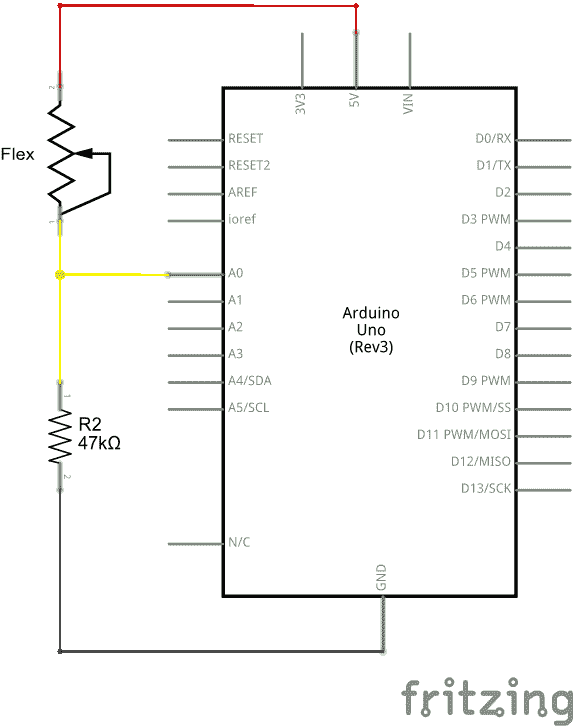 3V3
5V
VIN
2
Flex
1
RESET
RESET2
AREF
ioref
A0
A1
A2
A3
A4/SDA
A5/SCL
N/C
Arduino
Uno
(Rev3)
D0/RX
D1/TX
D2
D3 PWM
D4
D5 PWM
D6 PWM
D7
D8
D9 PWM
D10 PWM/SS
D11 PWM/MOSI
D12/MISO
D13/SCK
1
R2
47kΩ
2
GND
fritzing